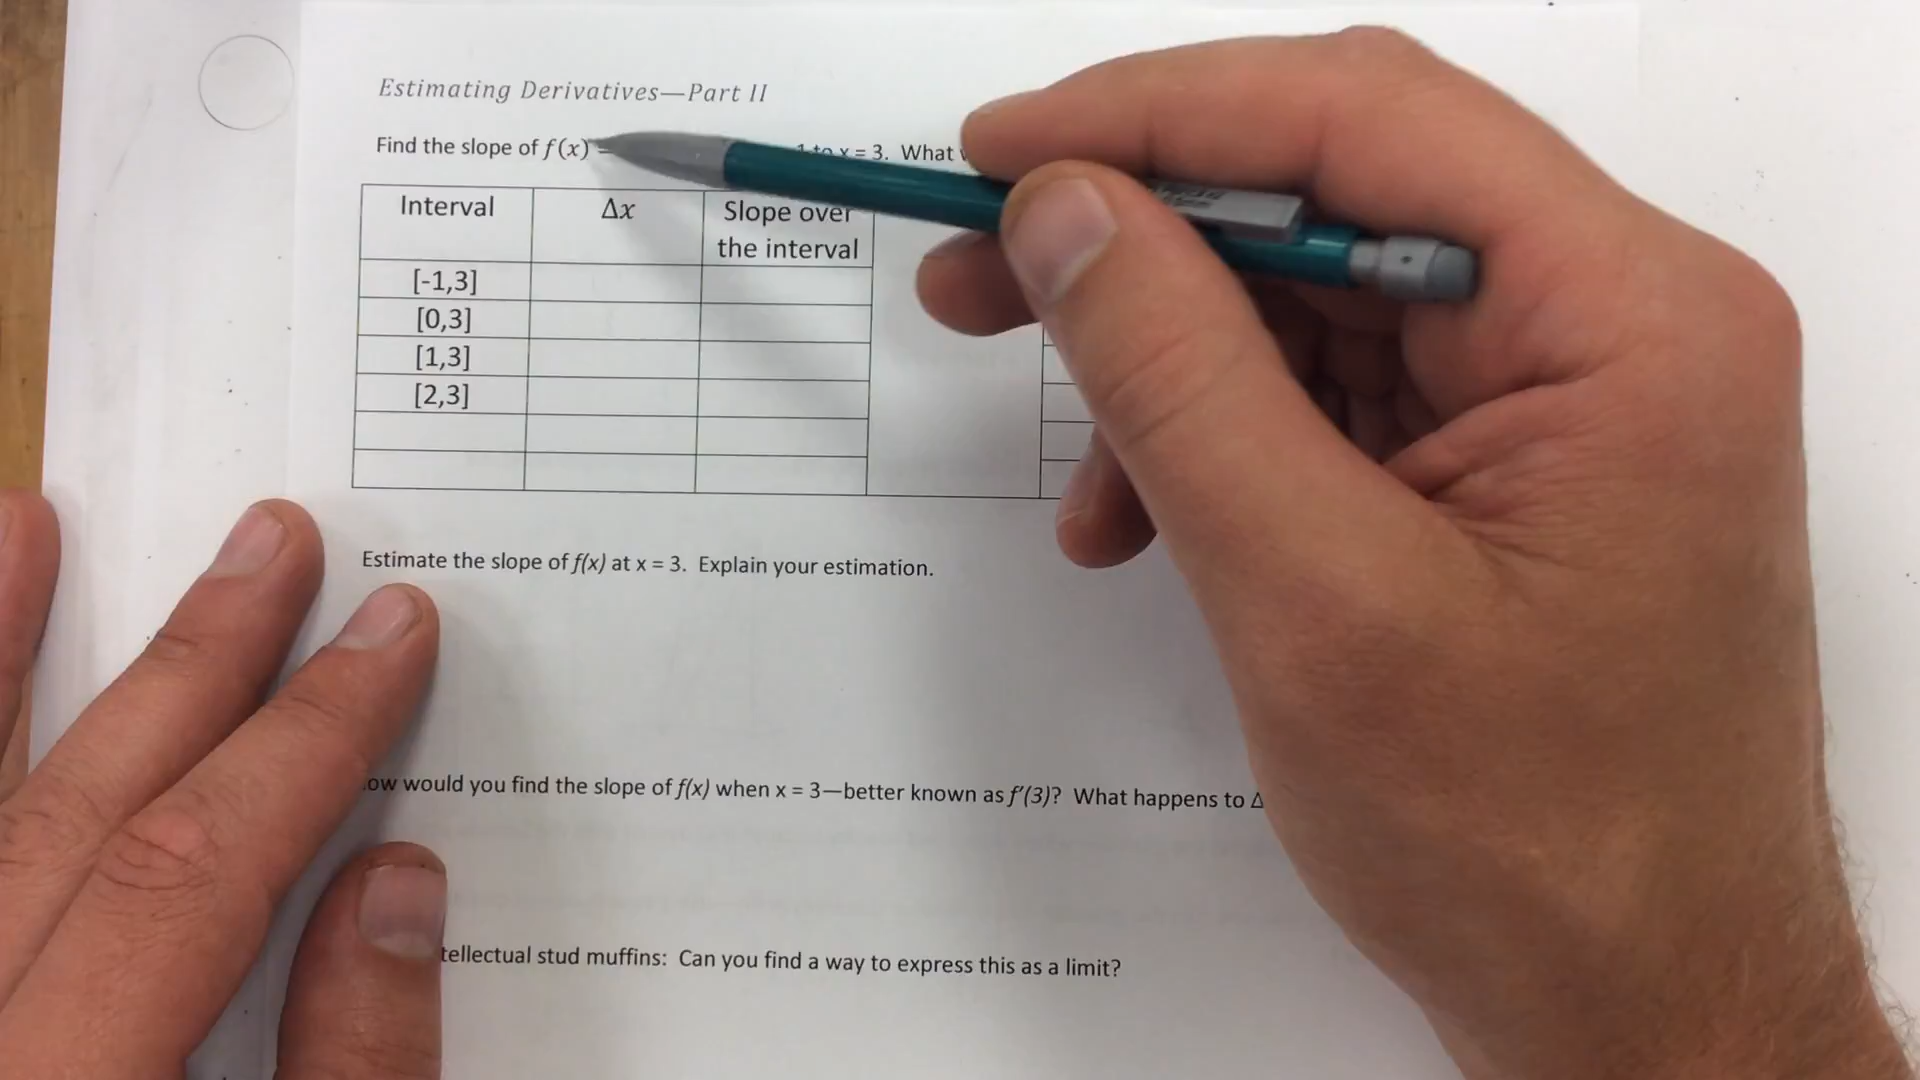 Estimating Derivatives—Part II
Find the slope of f(x) = 1 to x = 3. What
Interval Δx Slope over the interval
[-1,3]
[0,3]
[1,3]
[2,3]
Estimate the slope of f(x) at x = 3. Explain your estimation.
ow would you find the slope of f(x) when x = 3—better known as f'(3)? What happens to Δ
tellectual stud muffins: Can you find a way to express this as a limit?